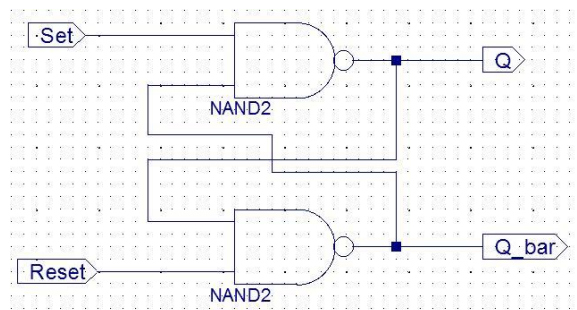 Set
Q
NAND2
Q_bar
Reset
NAND2